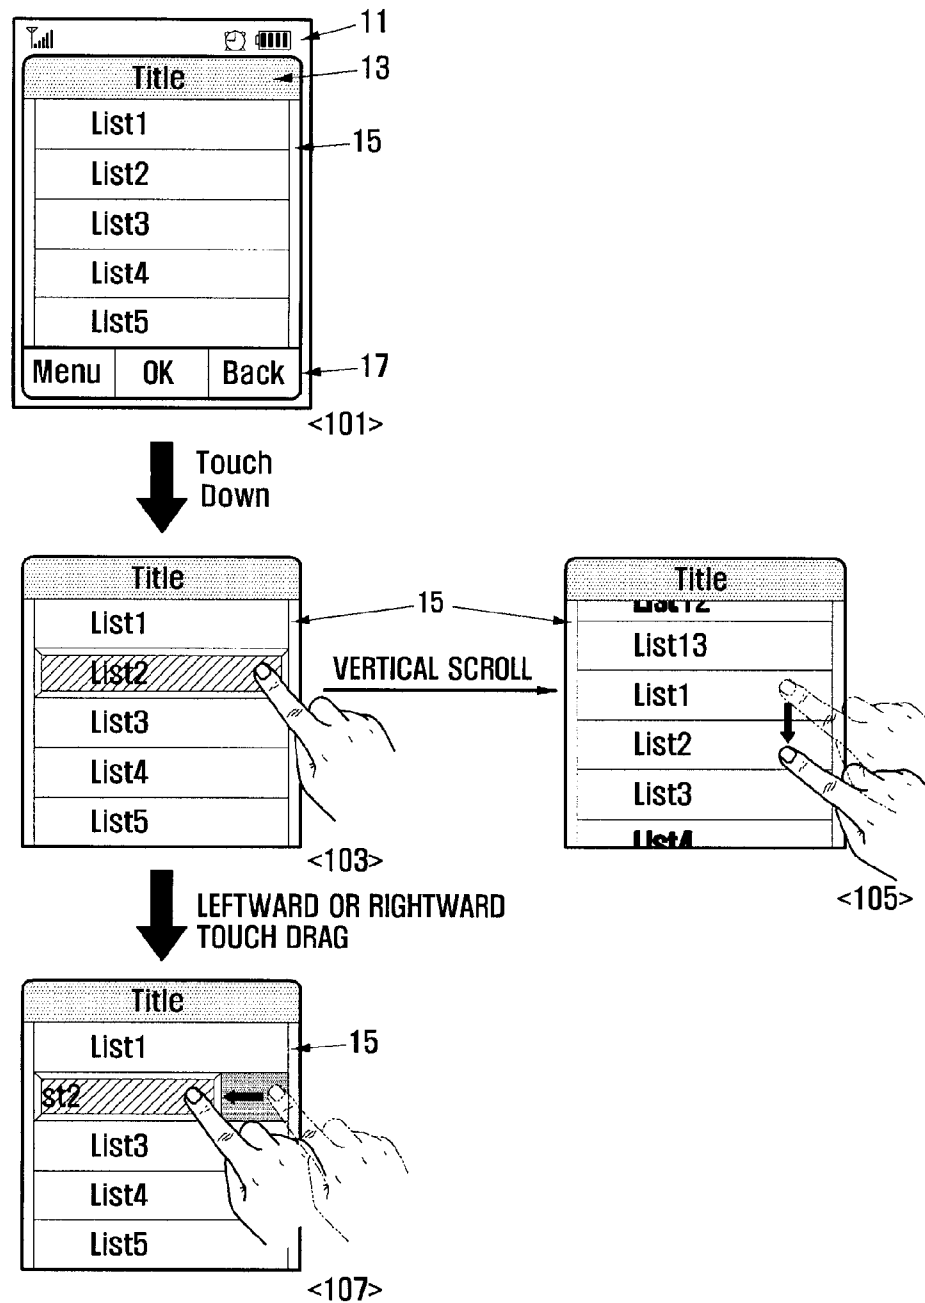 11
Title
13
List1
15
List2
List3
List4
List5
Menu OK Back
17
<101>
Touch
Down
Title
List1
List2
List3
List4
List5
<103>
15
VERTICAL SCROLL
Title
List12
List13
List1
List2
List3
List4
<105>
LEFTWARD OR RIGHTWARD
TOUCH DRAG
Title
List1
15
st2
List3
List4
List5
<107>